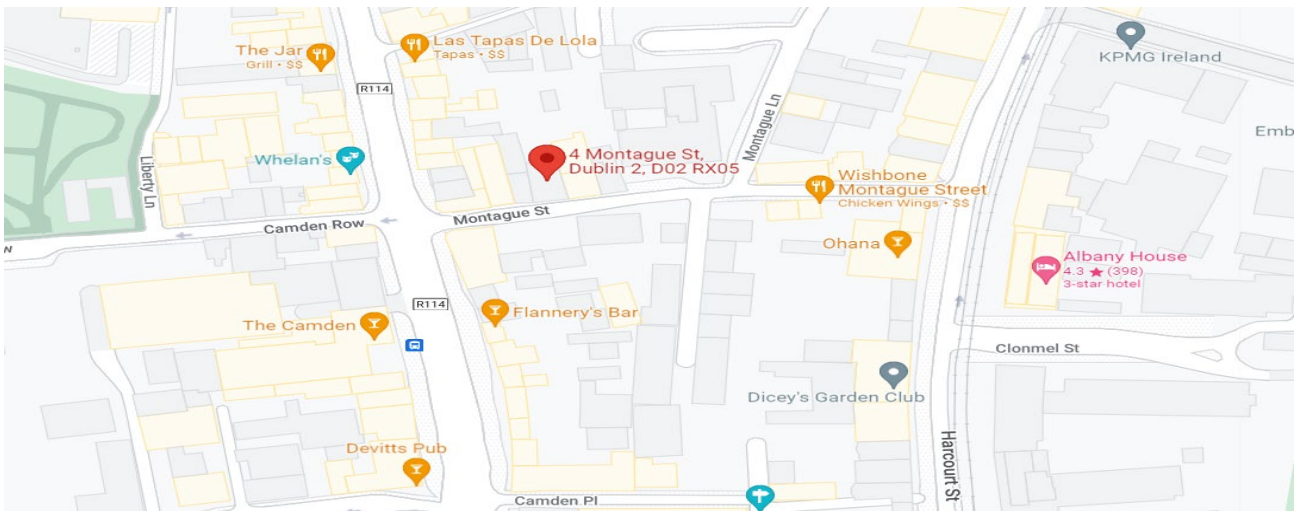 The Jar
Grill • $$
Las Tapas De Lola
Tapas • $$
KPMG Ireland
R114
Montague Ln
Emb
Whelan's
4 Montague St,
Dublin 2, D02 RX05
Liberty Ln
Wishbone
Montague Street
Chicken Wings • $$
Montague St
Camden Row
N
Ohana
Albany House
4.3 ★ (398)
3-star hotel
R114
Flannery's Bar
The Camden
Clonmel St
Dicey's Garden Club
Harcourt St
Devitts Pub
Camden Pl